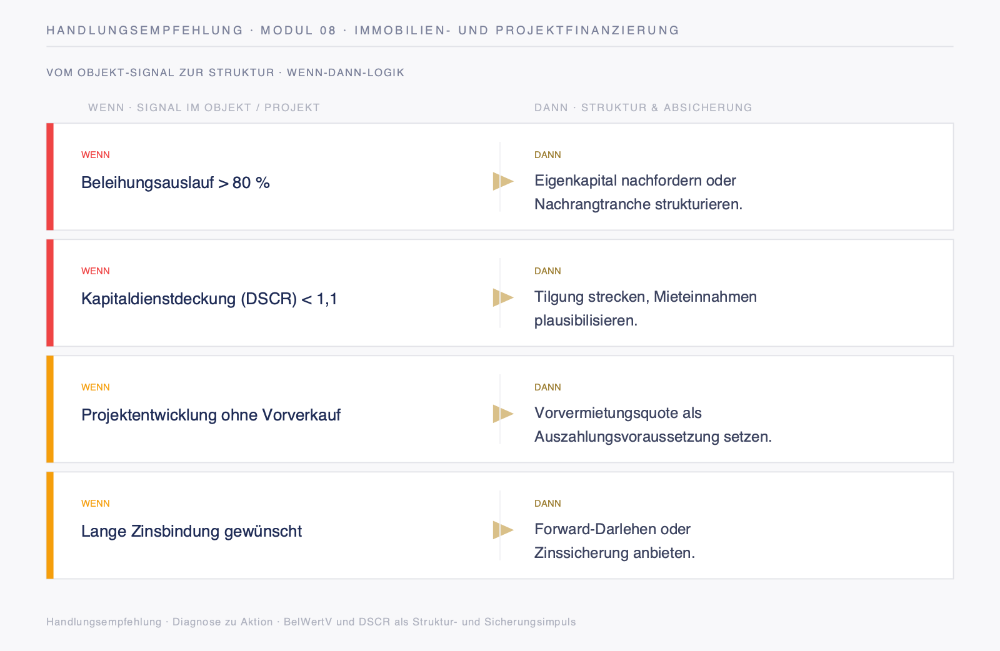 HANDLUNGSEMPFEHLUNG · MODUL 08 · IMMOBILIEN- UND PROJEKTFINANZIERUNG
VOM OBJEKT-SIGNAL ZUR STRUKTUR · WENN-DANN-LOGIK
WENN · SIGNAL IM OBJEKT / PROJEKT
DANN · STRUKTUR & ABSICHERUNG
WENN
Beleihungsauslauf > 80 %
DANN
Eigenkapital nachfordern oder
Nachrangtranche strukturieren.
WENN
Kapitaldienstdeckung (DSCR) < 1,1
DANN
Tilgung strecken, Mieteinnahmen
plausibilisieren.
WENN
Projektentwicklung ohne Vorverkauf
DANN
Vorvermietungsquote als
Auszahlungsvoraussetzung setzen.
WENN
Lange Zinsbindung gewünscht
DANN
Forward-Darlehen oder
Zinssicherung anbieten.
Handlungsempfehlung · Diagnose zu Aktion · BelWertV und DSCR als Struktur- und Sicherungsimpuls